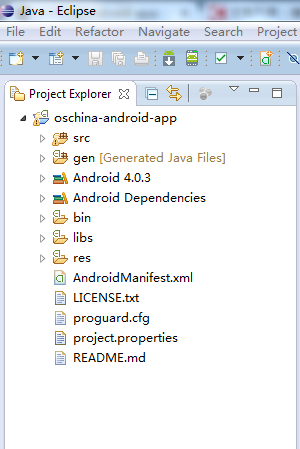 Java - Eclipse
File Edit Refactor Navigate Search Project
Project Explorer
oschina-android-app
src
gen [Generated Java Files]
Android 4.0.3
Android Dependencies
bin
libs
res
AndroidManifest.xml
LICENSE.txt
proguard.cfg
project.properties
README.md